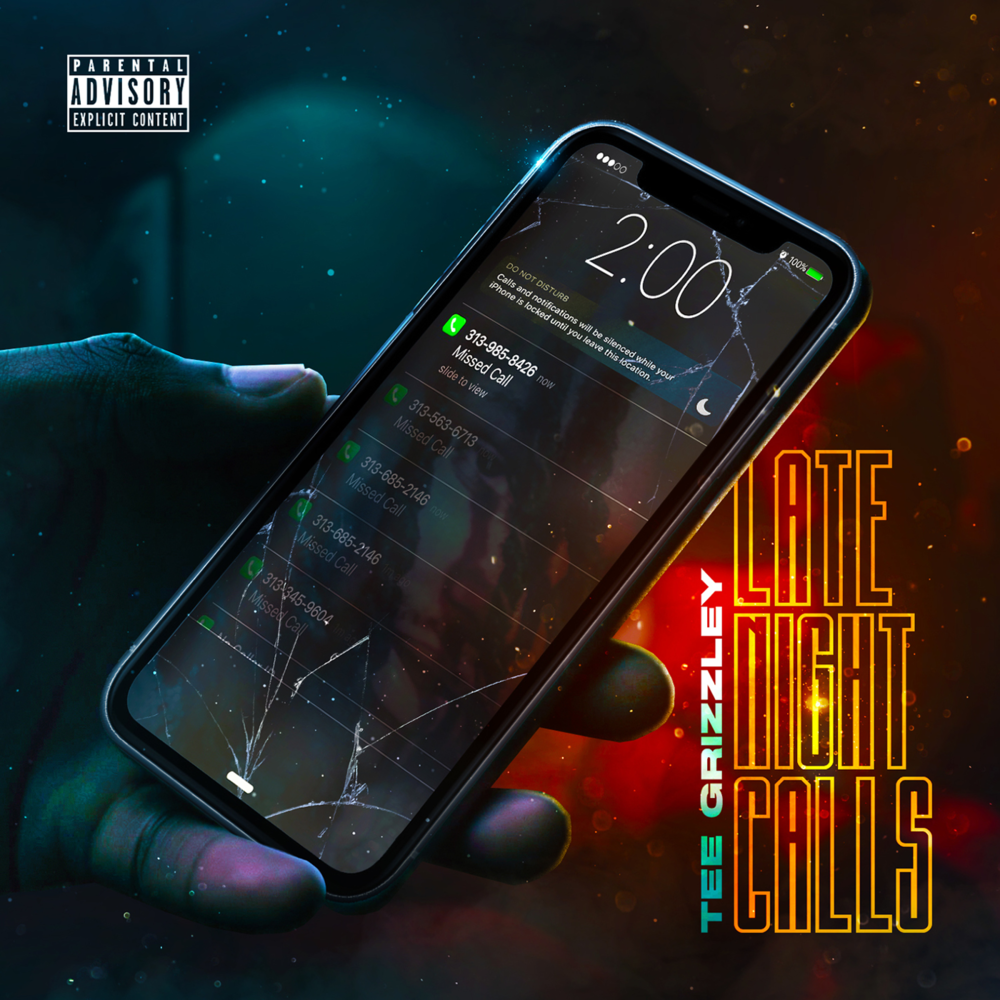 PARENTAL
ADVISORY
EXPLICIT CONTENT
2:00
100%
DO NOT DISTURB
Calls and notifications will be silenced while your
iPhone is locked until you leave this location.
313-985-8426 now
Missed Call
slide to view
313-563-6713
Missed Call
313-685-2146 now
Missed Call
313-685-2146
Missed Call
313-345-9604
Missed Call
TEE GRIZZLEY
LATE
NIGHT
CALLS